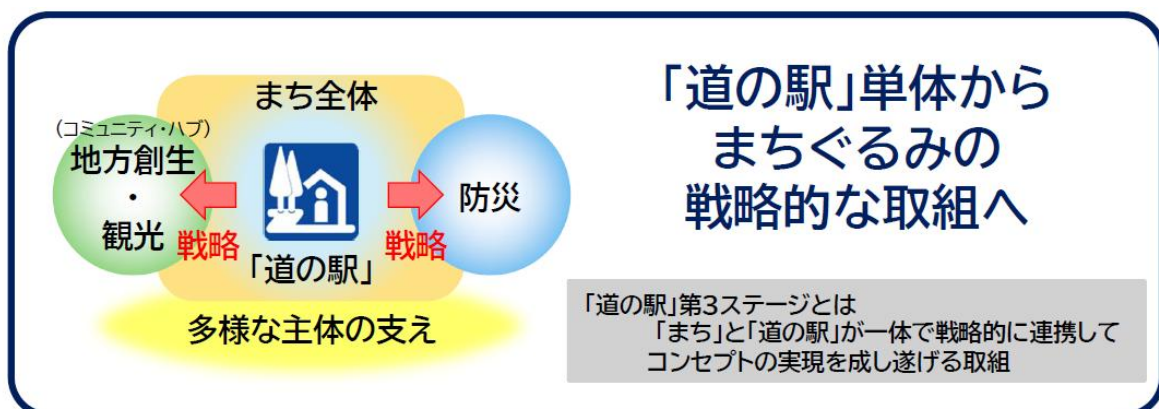 まち全体
(コミュニティ・ハブ)
地方創生
・
観光
戦略
「道の駅」
戦略
防災
多様な主体の支え
「道の駅」単体から
まちぐるみの
戦略的な取組へ
「道の駅」第3ステージとは
「まち」と「道の駅」が一体で戦略的に連携して
コンセプトの実現を成し遂げる取組